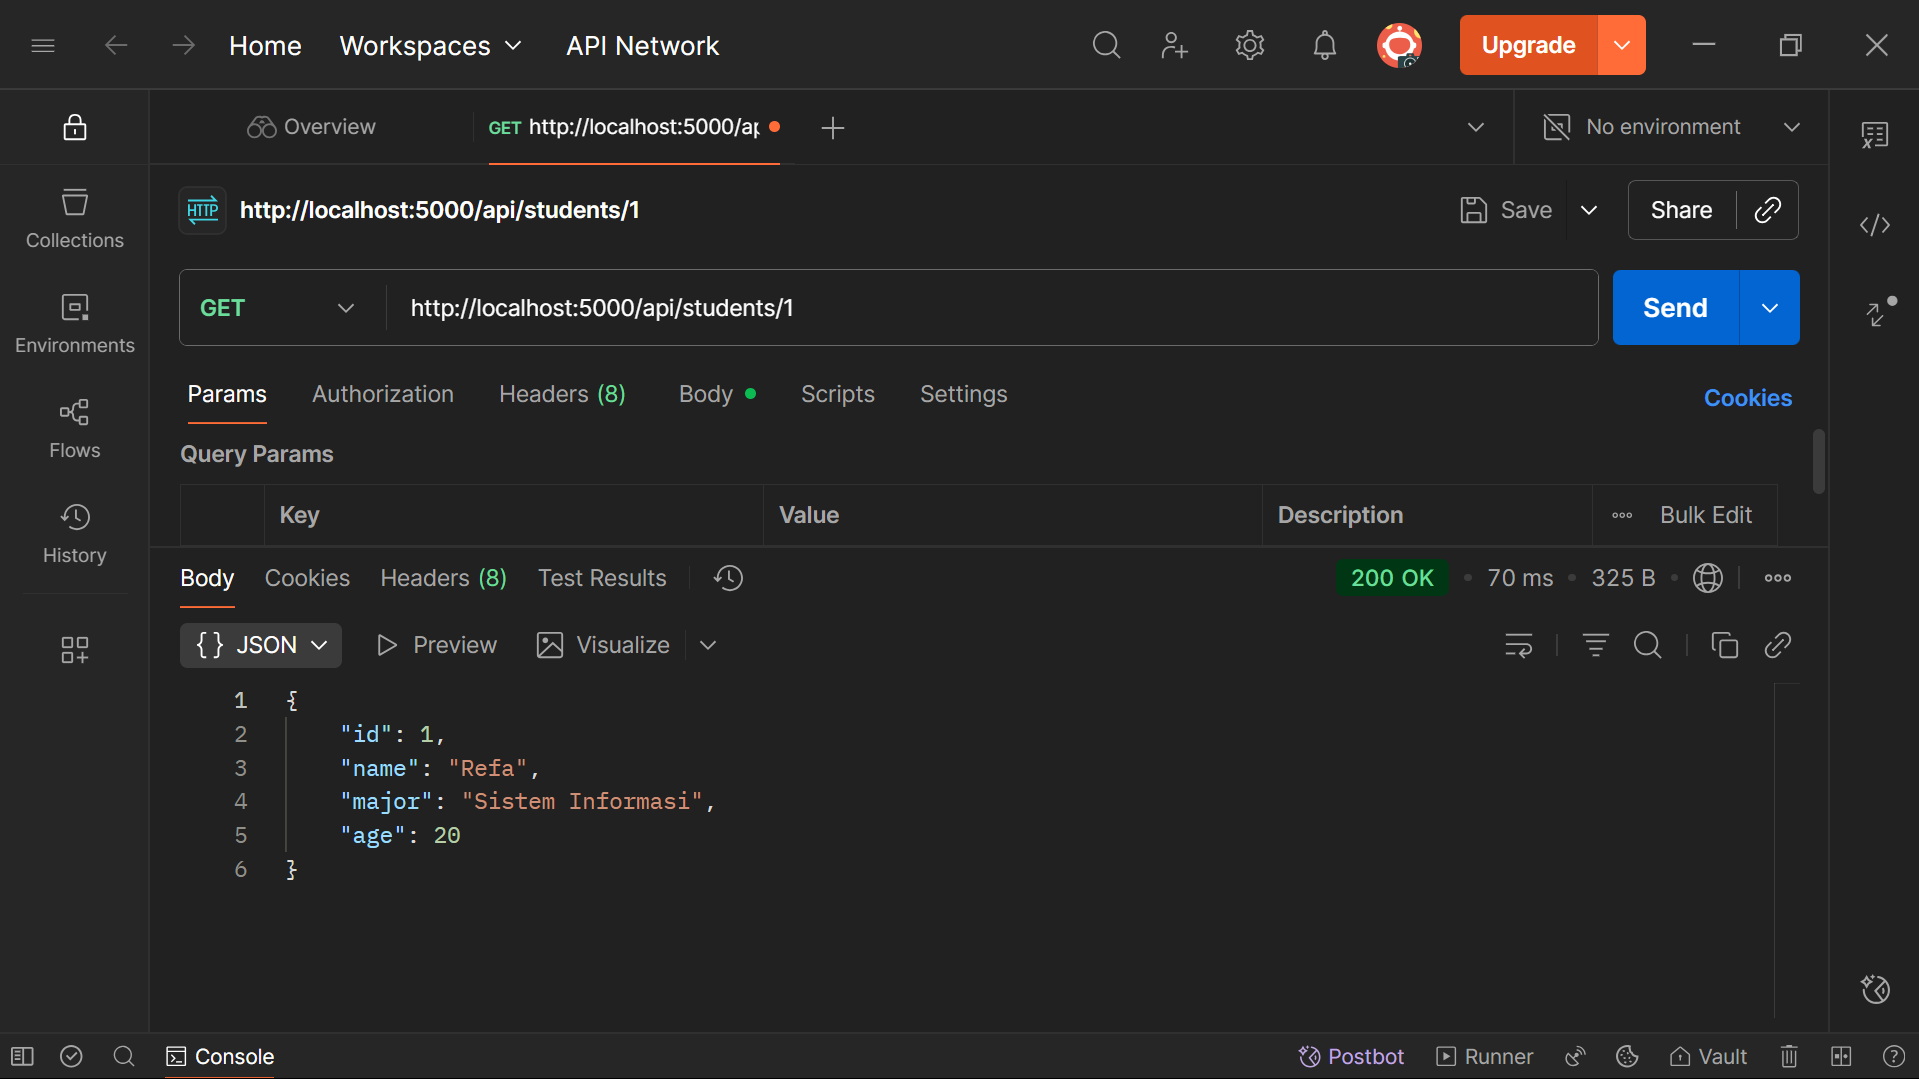 Home Workspaces API Network Upgrade
Overview GET http://localhost:5000/ap No environment
HTTP http://localhost:5000/api/students/1 Save Share
GET http://localhost:5000/api/students/1 Send
Params Authorization Headers (8) Body Scripts Settings Cookies
Query Params
Key Value Description Bulk Edit
Collections
Environments
Flows
History
Body Cookies Headers (8) Test Results 200 OK 70 ms 325 B
{} JSON Preview Visualize
1 {
2 "id": 1,
3 "name": "Refa",
4 "major": "Sistem Informasi",
5 "age": 20
6 }
Console Postbot Runner Vault